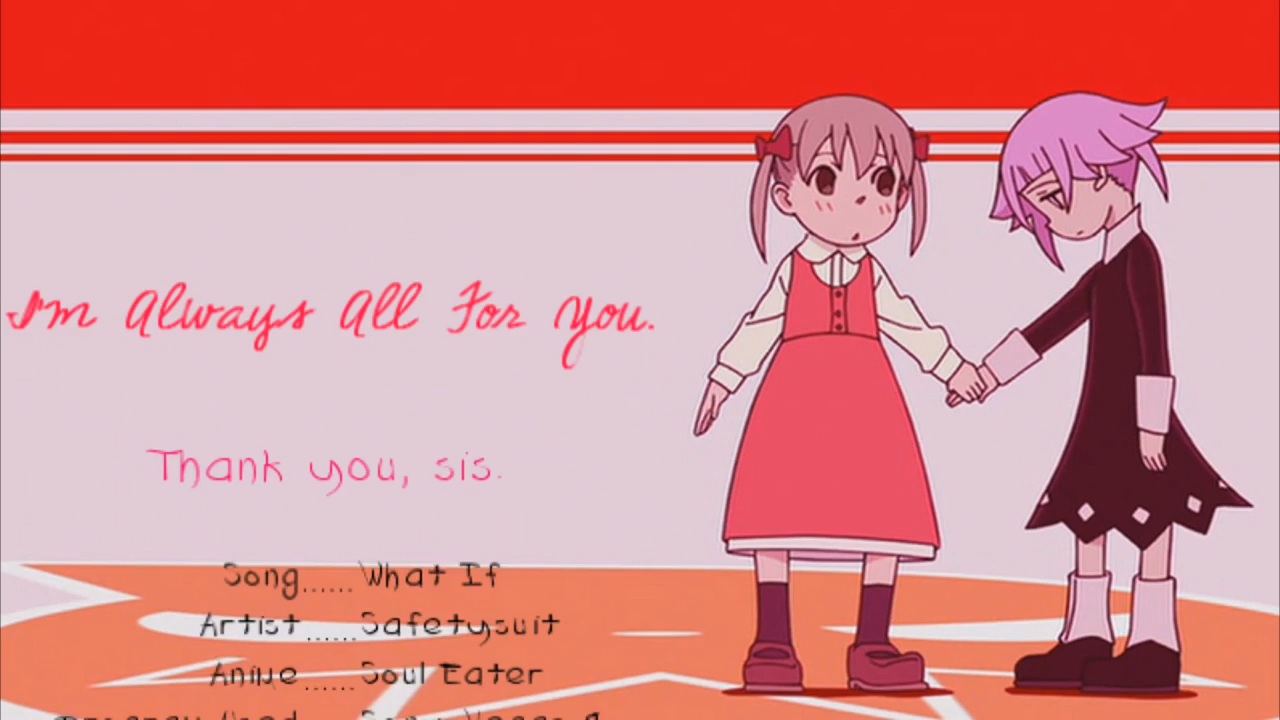 I'm Always All For You.
Thank you, sis.
Song......What If
Artist......Safetysuit
Anime......Soul Eater